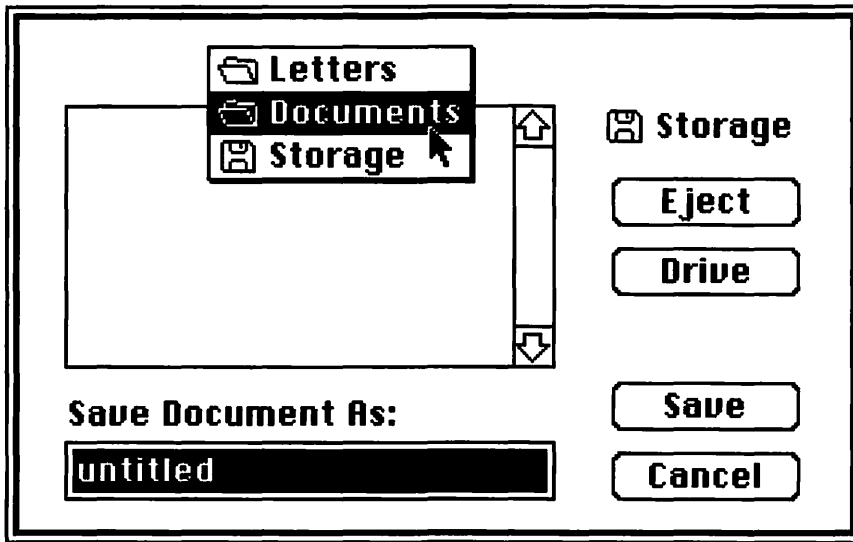 Letters
Documents
Storage
Storage
Eject
Drive
Save Document As:
untitled
Save
Cancel